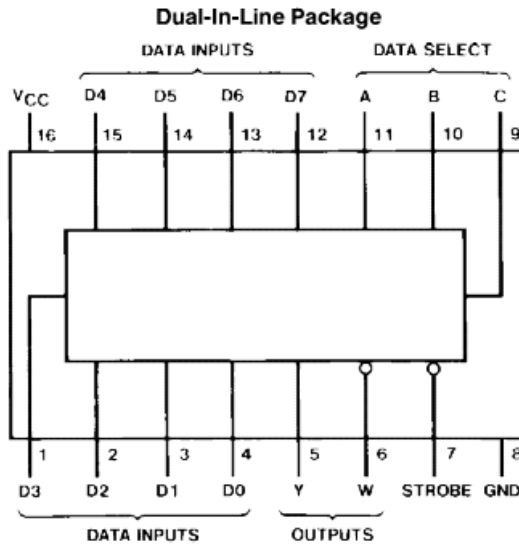 Dual-In-Line Package
DATA INPUTS DATA SELECT
VCC D4 D5 D6 D7 A B C
16 15 14 13 12 11 10 9
1 2 3 4 5 6 7 8
D3 D2 D1 D0 Y W STROBE GND
DATA INPUTS OUTPUTS